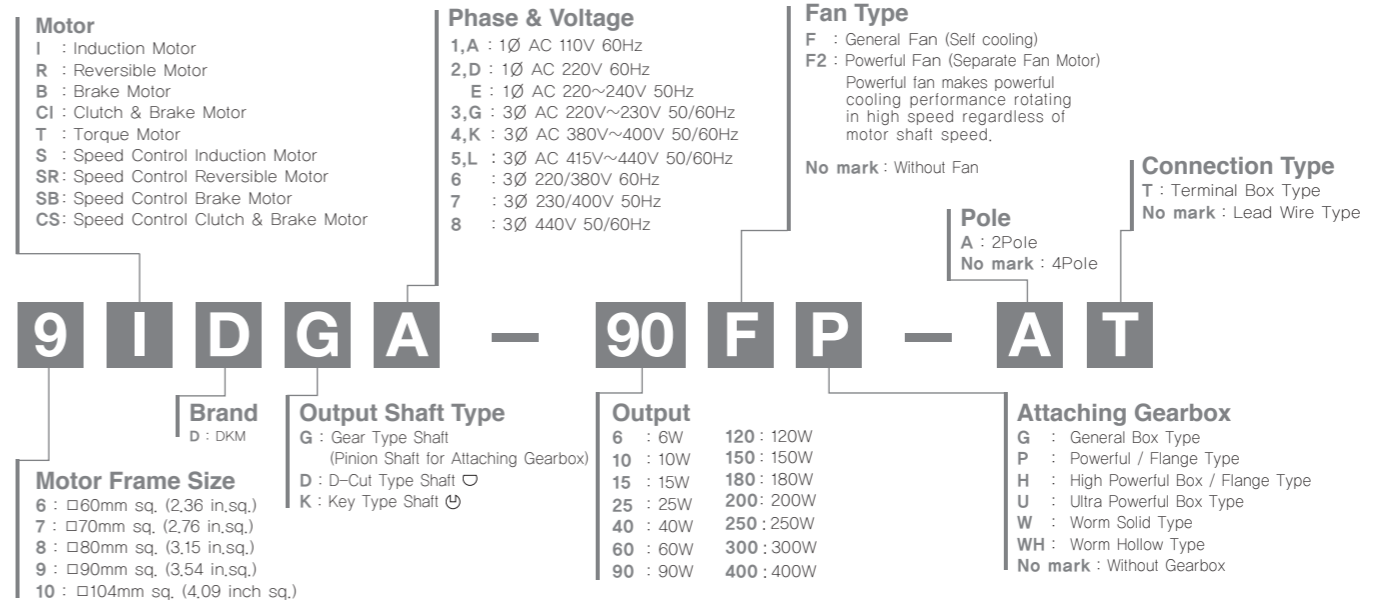 Motor
I : Induction Motor
R : Reversible Motor
B : Brake Motor
CI : Clutch & Brake Motor
T : Torque Motor
S : Speed Control Induction Motor
SR : Speed Control Reversible Motor
SB : Speed Control Brake Motor
CS : Speed Control Clutch & Brake Motor
Phase & Voltage
1,A : 1Ø AC 110V 60Hz
2,D : 1Ø AC 220V 60Hz
E : 1Ø AC 220~240V 50Hz
3,G : 3Ø AC 220V~230V 50/60Hz
4,K : 3Ø AC 380V~400V 50/60Hz
5,L : 3Ø AC 415V~440V 50/60Hz
6 : 3Ø 220/380V 60Hz
7 : 3Ø 230/400V 50Hz
8 : 3Ø 440V 50/60Hz
Fan Type
F : General Fan (Self cooling)
F2 : Powerful Fan (Separate Fan Motor)
Powerful fan makes powerful
cooling performance rotating
in high speed regardless of
motor shaft speed.
No mark : Without Fan
Pole
A : 2Pole
No mark : 4Pole
Connection Type
T : Terminal Box Type
No mark : Lead Wire Type
9 I D G A - 90 F P - A T
Motor Frame Size
6 : □60mm sq. (2.36 in.sq.)
7 : □70mm sq. (2.76 in.sq.)
8 : □80mm sq. (3.15 in.sq.)
9 : □90mm sq. (3.54 in.sq.)
10 : □104mm sq. (4.09 inch sq.)
Brand
D : DKM
Output Shaft Type
G : Gear Type Shaft
(Pinion Shaft for Attaching Gearbox)
D : D-Cut Type Shaft
K : Key Type Shaft
Output
6 : 6W 120 : 120W
10 : 10W 150 : 150W
15 : 15W 180 : 180W
25 : 25W 200 : 200W
40 : 40W 250 : 250W
60 : 60W 300 : 300W
90 : 90W 400 : 400W
Attaching Gearbox
G : General Box Type
P : Powerful / Flange Type
H : High Powerful Box / Flange Type
U : Ultra Powerful Box Type
W : Worm Solid Type
WH : Worm Hollow Type
No mark : Without Gearbox